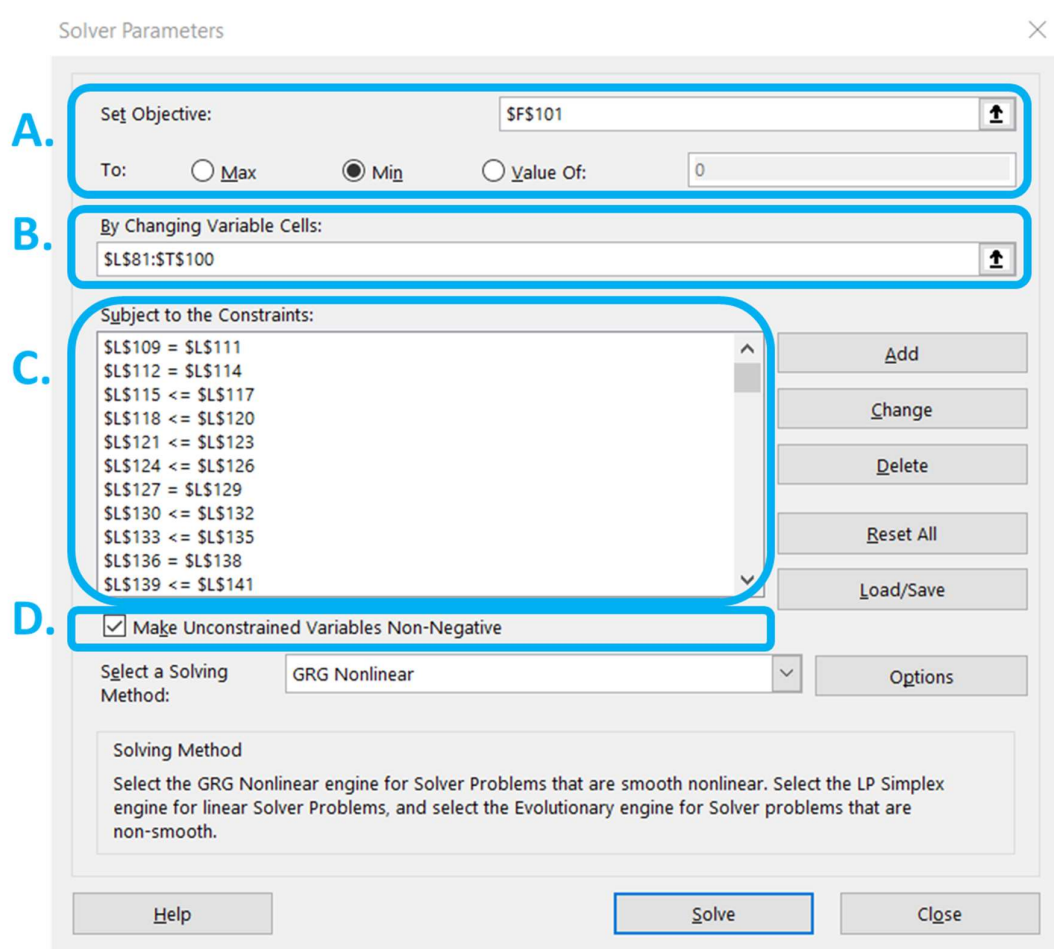 Solver Parameters
A.
Set Objective: $F$101
To: Max Min Value Of: 0
B.
By Changing Variable Cells:
$L$81:$T$100
C.
Subject to the Constraints:
$L$109 = $L$111
$L$112 = $L$114
$L$115 <= $L$117
$L$118 <= $L$120
$L$121 <= $L$123
$L$124 <= $L$126
$L$127 = $L$129
$L$130 <= $L$132
$L$133 <= $L$135
$L$136 = $L$138
$L$139 <= $L$141
Add
Change
Delete
Reset All
Load/Save
D.
Make Unconstrained Variables Non-Negative
Select a Solving
Method:
GRG Nonlinear
Options
Solving Method
Select the GRG Nonlinear engine for Solver Problems that are smooth nonlinear. Select the LP Simplex
engine for linear Solver Problems, and select the Evolutionary engine for Solver problems that are
non-smooth.
Help Solve Close